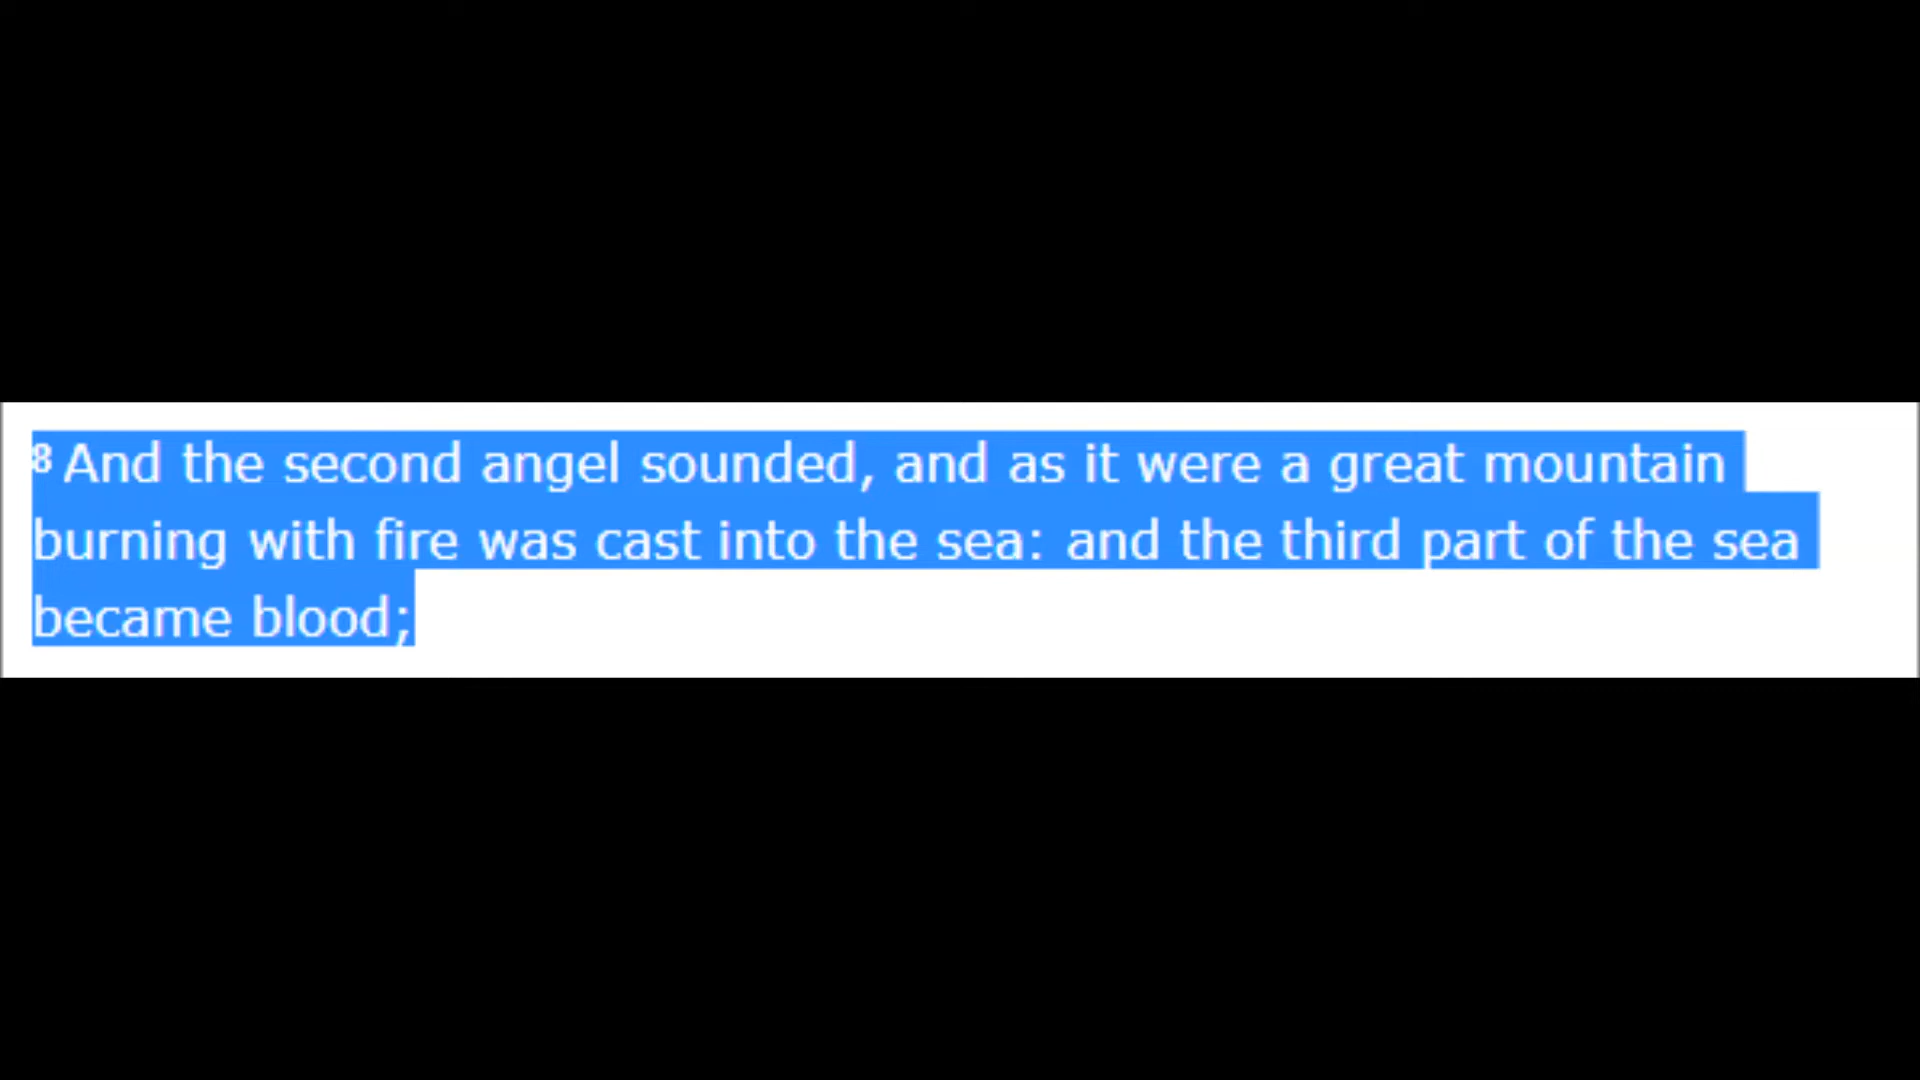 8 And the second angel sounded, and as it were a great mountain
burning with fire was cast into the sea: and the third part of the sea
became blood;